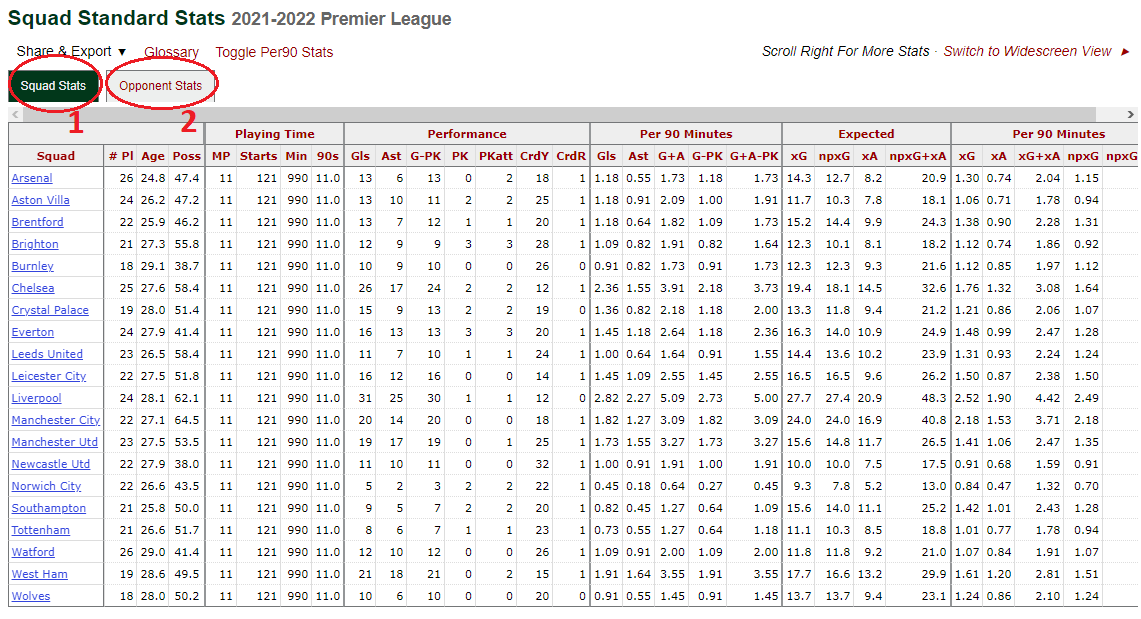 Squad Standard Stats 2021-2022 Premier League
Share & Export ▼ Glossary Toggle Per90 Stats
Scroll Right For More Stats · Switch to Widescreen View ►
Squad Stats Opponent Stats
1 2
Playing Time Performance Per 90 Minutes Expected Per 90 Minutes
Squad # Pl Age Poss MP Starts Min 90s Gls Ast G-PK PK PKatt CrdY CrdR Gls Ast G+A G-PK G+A-PK xG npxG xA npxG+xA xG xA xG+xA npxG npxG
Arsenal 26 24.8 47.4 11 121 990 11.0 13 6 13 0 2 18 1 1.18 0.55 1.73 1.18 1.73 14.3 12.7 8.2 20.9 1.30 0.74 2.04 1.15
Aston Villa 24 26.2 47.2 11 121 990 11.0 13 10 11 2 2 25 1 1.18 0.91 2.09 1.00 1.91 11.7 10.3 7.8 18.1 1.06 0.71 1.78 0.94
Brentford 22 25.9 46.2 11 121 990 11.0 13 7 12 1 1 20 1 1.18 0.64 1.82 1.09 1.73 15.2 14.4 9.9 24.3 1.38 0.90 2.28 1.31
Brighton 21 27.3 55.8 11 121 990 11.0 12 9 9 3 3 28 1 1.09 0.82 1.91 0.82 1.64 12.3 10.1 8.1 18.2 1.12 0.74 1.86 0.92
Burnley 18 29.1 38.7 11 121 990 11.0 10 9 10 0 0 26 0 0.91 0.82 1.73 0.91 1.73 12.3 12.3 9.3 21.6 1.12 0.85 1.97 1.12
Chelsea 25 27.6 58.4 11 121 990 11.0 26 17 24 2 2 12 1 2.36 1.55 3.91 2.18 3.73 19.4 18.1 14.5 32.6 1.76 1.32 3.08 1.64
Crystal Palace 19 28.0 51.4 11 121 990 11.0 15 9 13 2 2 19 0 1.36 0.82 2.18 1.18 2.00 13.3 11.8 9.4 21.2 1.21 0.86 2.06 1.07
Everton 24 27.9 41.4 11 121 990 11.0 16 13 13 3 3 20 1 1.45 1.18 2.64 1.18 2.36 16.3 14.0 10.9 24.9 1.48 0.99 2.47 1.28
Leeds United 23 26.5 58.4 11 121 990 11.0 11 7 10 1 1 24 1 1.00 0.64 1.64 0.91 1.55 14.4 13.6 10.2 23.9 1.31 0.93 2.24 1.24
Leicester City 22 27.5 51.8 11 121 990 11.0 16 12 16 0 0 14 1 1.45 1.09 2.55 1.45 2.55 16.5 16.5 9.6 26.2 1.50 0.87 2.38 1.50
Liverpool 24 28.1 62.1 11 121 990 11.0 31 25 30 1 1 12 0 2.82 2.27 5.09 2.73 5.00 27.7 27.4 20.9 48.3 2.52 1.90 4.42 2.49
Manchester City 22 27.1 64.5 11 121 990 11.0 20 14 20 0 0 14 1 1.82 1.27 3.09 1.82 3.09 24.0 24.0 16.9 40.8 2.18 1.53 3.71 2.18
Manchester Utd 23 27.5 53.5 11 121 990 11.0 19 17 19 0 1 25 1 1.73 1.55 3.27 1.73 3.27 15.6 14.8 11.7 26.5 1.41 1.06 2.47 1.35
Newcastle Utd 22 27.9 38.0 11 121 990 11.0 11 10 11 0 0 32 1 1.00 0.91 1.91 1.00 1.91 10.0 10.0 7.5 17.5 0.91 0.68 1.59 0.91
Norwich City 22 26.6 43.5 11 121 990 11.0 5 2 3 2 2 22 1 0.45 0.18 0.64 0.27 0.45 9.3 7.8 5.2 13.0 0.84 0.47 1.32 0.70
Southampton 21 25.8 50.0 11 121 990 11.0 9 5 7 2 2 20 1 0.82 0.45 1.27 0.64 1.09 15.6 14.0 11.1 25.2 1.42 1.01 2.43 1.28
Tottenham 21 26.6 51.7 11 121 990 11.0 8 6 7 1 1 23 1 0.73 0.55 1.27 0.64 1.18 11.1 10.3 8.5 18.8 1.01 0.77 1.78 0.94
Watford 26 29.0 41.4 11 121 990 11.0 12 10 12 0 0 26 1 1.09 0.91 2.00 1.09 2.00 11.8 11.8 9.2 21.0 1.07 0.84 1.91 1.07
West Ham 19 28.6 49.5 11 121 990 11.0 21 18 21 0 2 15 1 1.91 1.64 3.55 1.91 3.55 17.7 16.6 13.2 29.9 1.61 1.20 2.81 1.51
Wolves 18 28.0 50.2 11 121 990 11.0 10 6 10 0 0 20 0 0.91 0.55 1.45 0.91 1.45 13.7 13.7 9.4 23.1 1.24 0.86 2.10 1.24